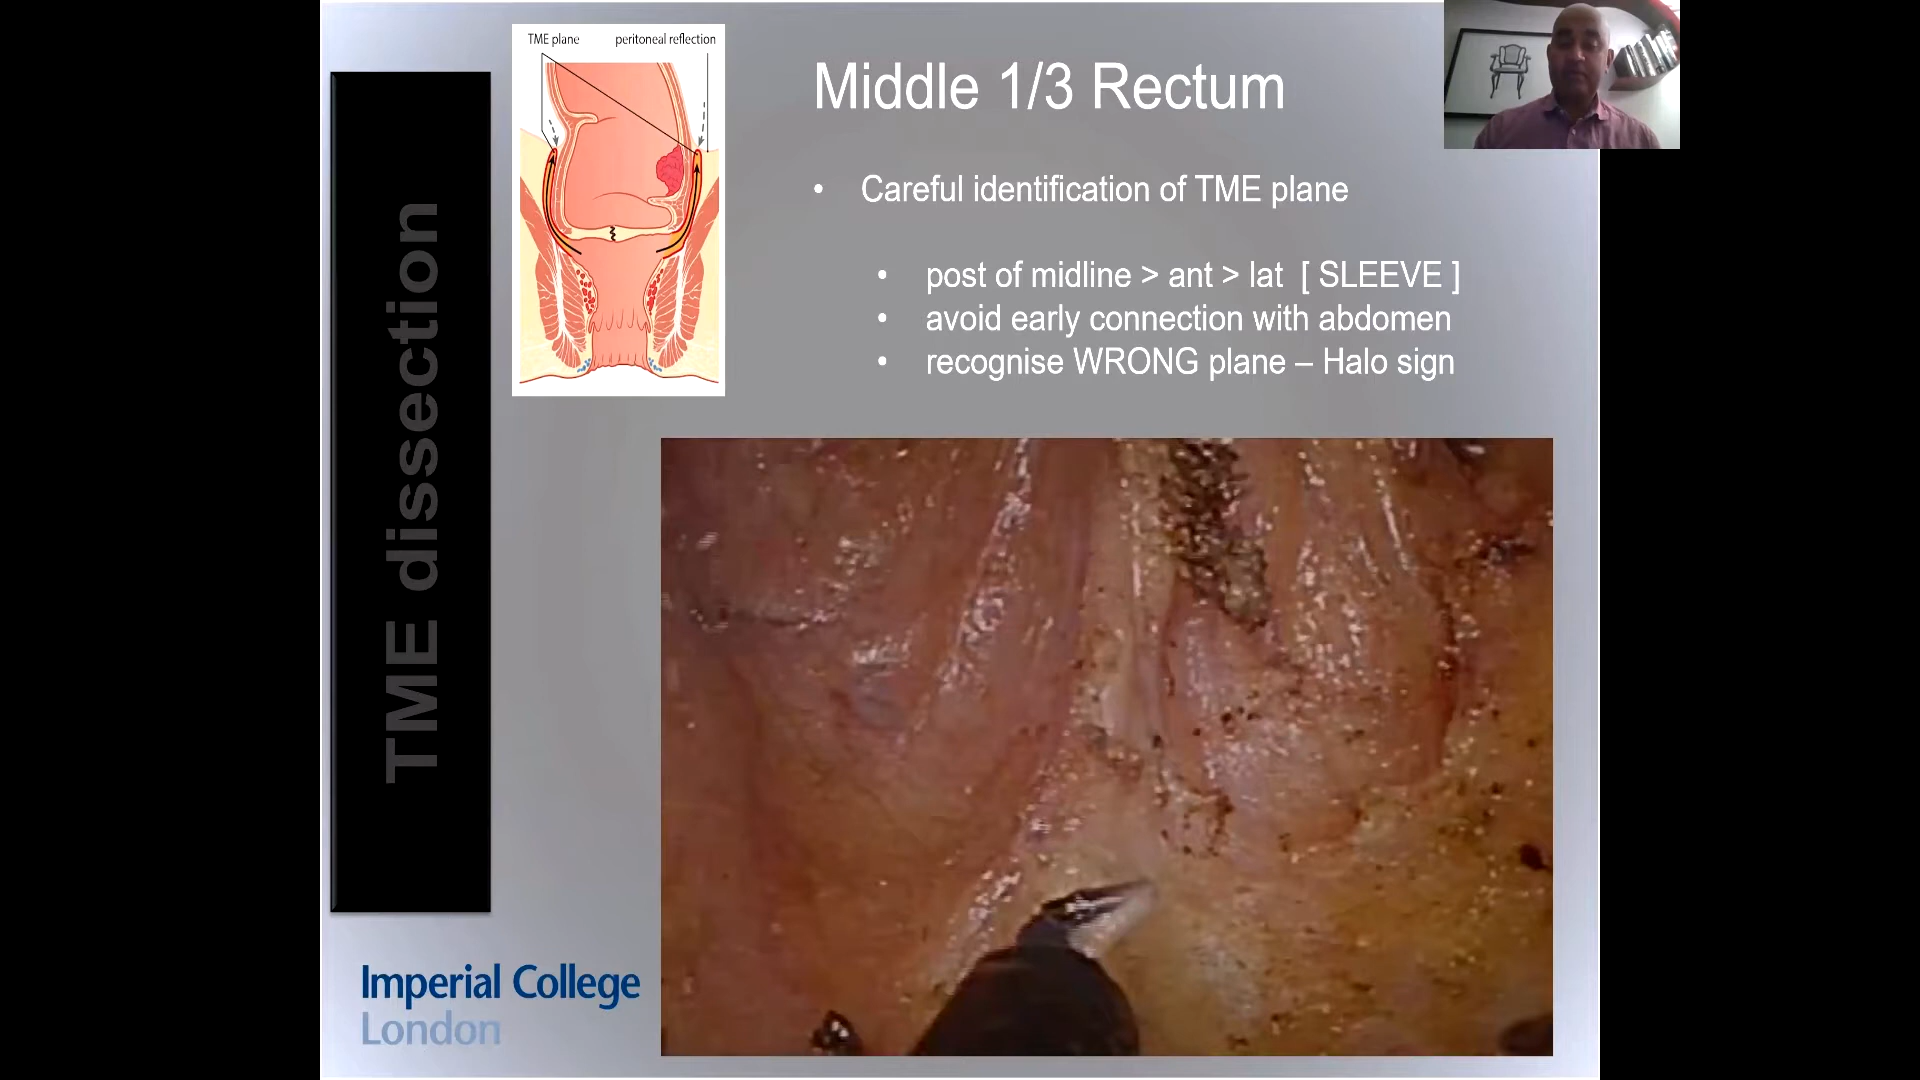 TME plane
peritoneal reflection
Middle 1/3 Rectum
• Careful identification of TME plane
• post of midline > ant > lat [ SLEEVE ]
• avoid early connection with abdomen
• recognise WRONG plane – Halo sign
TME dissection
Imperial College
London